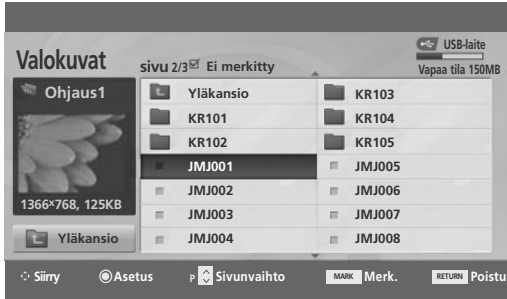 Valokuvat
sivu 2/3 Ei merkitty
USB-laite
Vapaa tila 150MB
Ohjaus1
1366×768, 125KB
Yläkansio
Yläkansio
KR101
KR102
JMJ001
JMJ002
JMJ003
JMJ004
KR103
KR104
KR105
JMJ005
JMJ006
JMJ007
JMJ008
Siirry
Asetus
P Sivunvaihto
MARK Merk.
RETURN Poistu